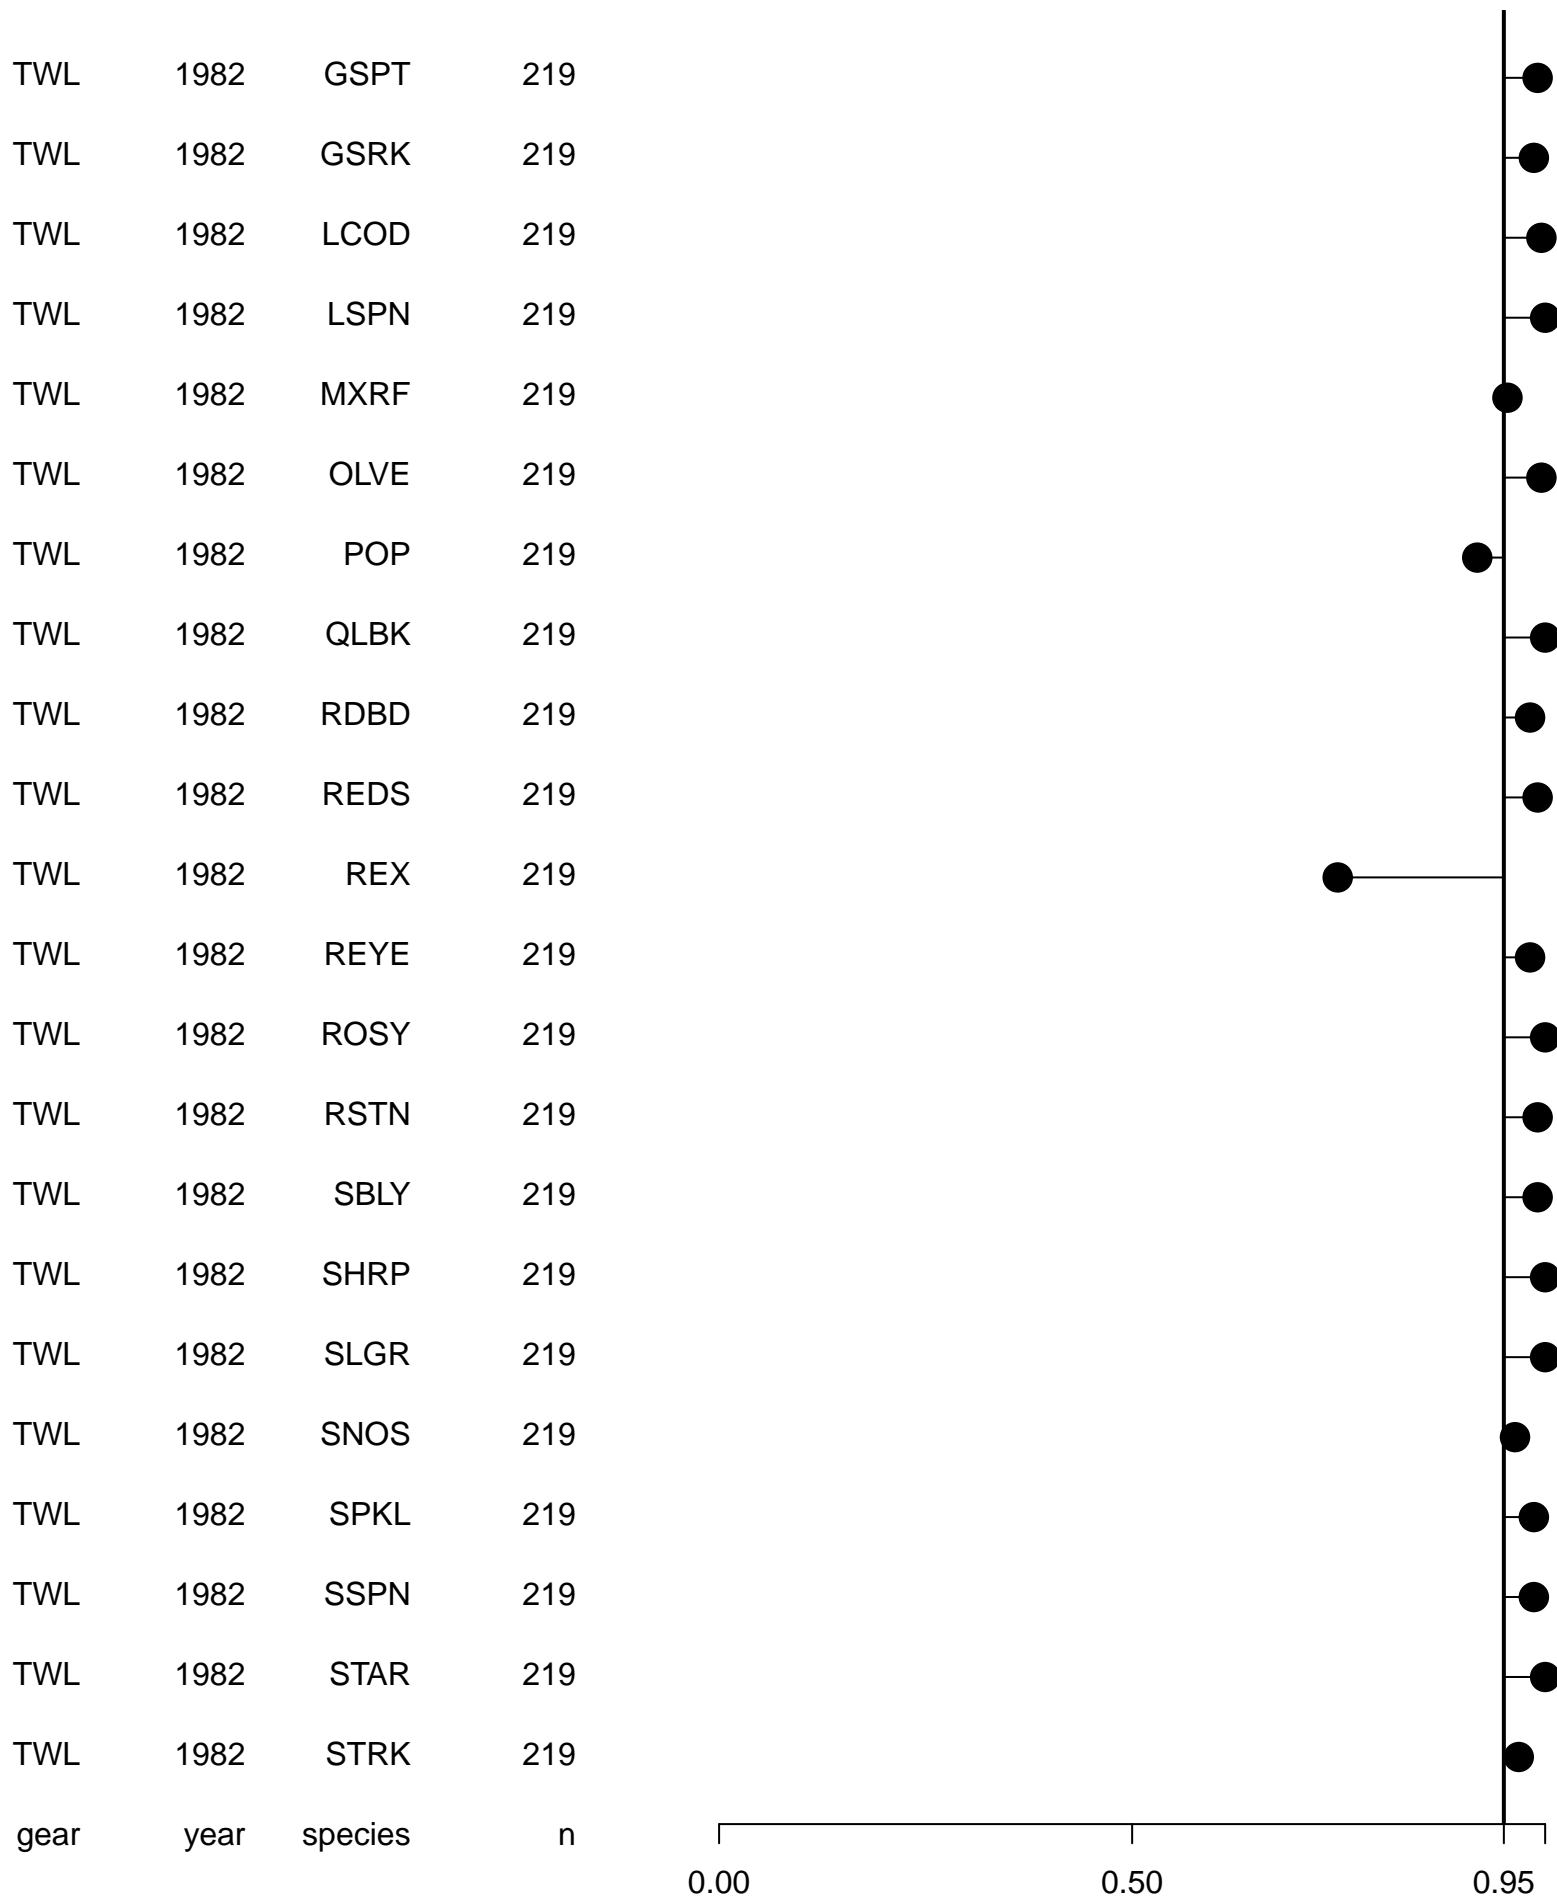 TWL 1982 GSPT 219
TWL 1982 GSRK 219
TWL 1982 LCOD 219
TWL 1982 LSPN 219
TWL 1982 MXRF 219
TWL 1982 OLVE 219
TWL 1982 POP 219
TWL 1982 QLBK 219
TWL 1982 RDBD 219
TWL 1982 REDS 219
TWL 1982 REX 219
TWL 1982 REYE 219
TWL 1982 ROSY 219
TWL 1982 RSTN 219
TWL 1982 SBLY 219
TWL 1982 SHRP 219
TWL 1982 SLGR 219
TWL 1982 SNOS 219
TWL 1982 SPKL 219
TWL 1982 SSPN 219
TWL 1982 STAR 219
TWL 1982 STRK 219
gear year species n
0.00 0.50 0.95